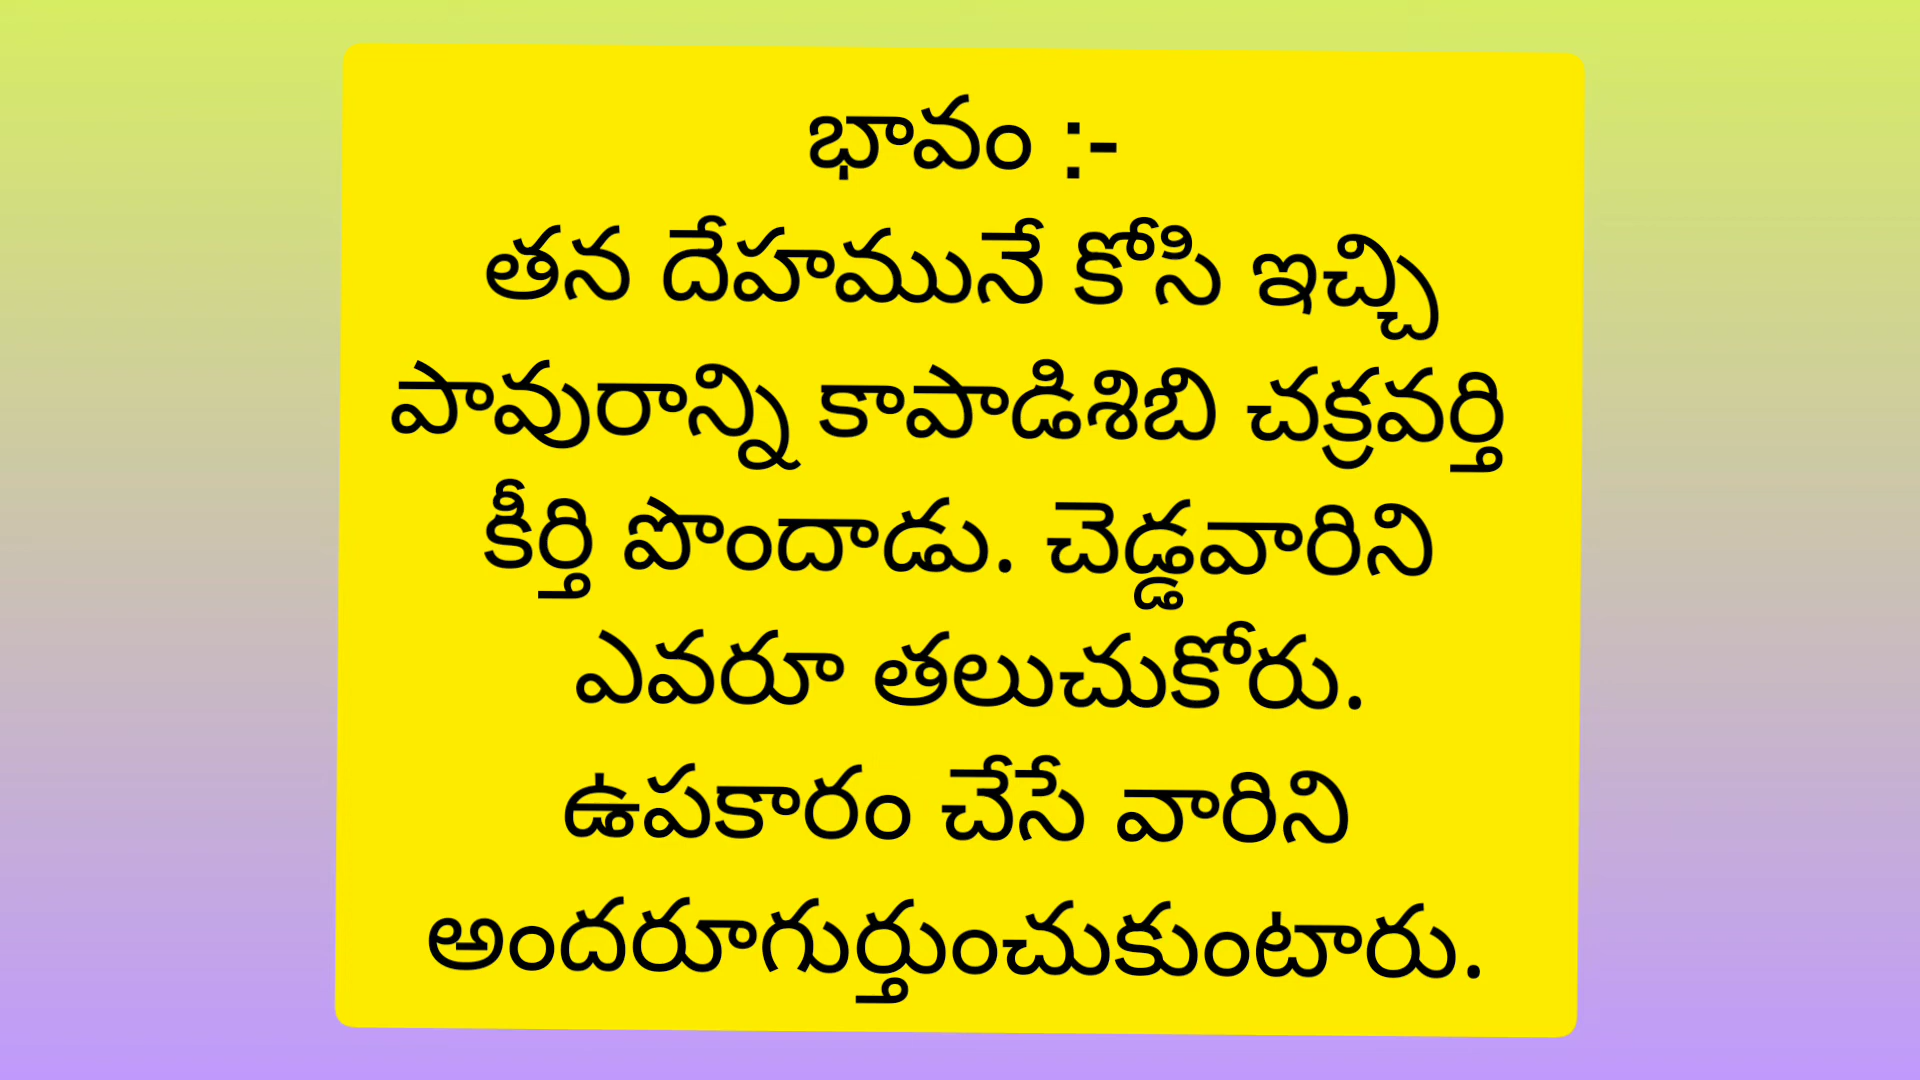 భావం :-
తన దేహమునే కోసి ఇచ్చి
పావురాన్ని కాపాడిశిబి చక్రవర్తి
కీర్తి పొందాడు. చెడ్డవారిని
ఎవరూ తలుచుకోరు.
ఉపకారం చేసే వారిని
అందరూగుర్తుంచుకుంటారు.